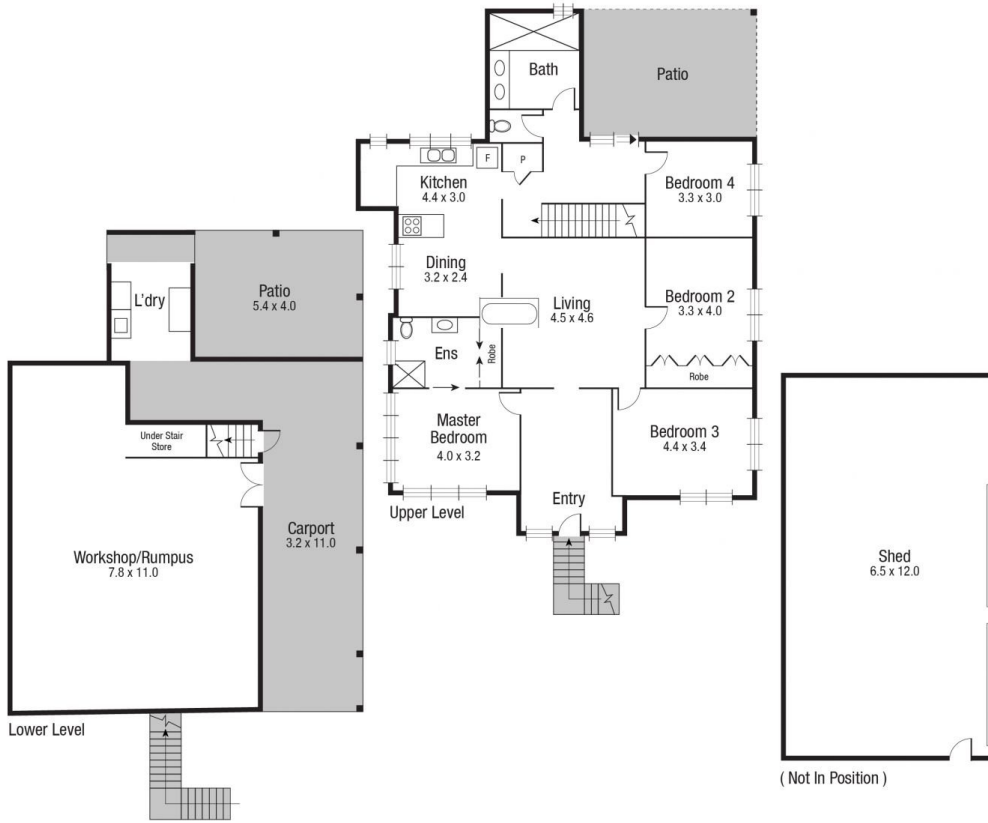 Bath
Patio
F
P
Kitchen
4.4 x 3.0
Bedroom 4
3.3 x 3.0
Dining
3.2 x 2.4
Living
4.5 x 4.6
Bedroom 2
3.3 x 4.0
Ens
Robe
Robe
Master
Bedroom
4.0 x 3.2
Bedroom 3
4.4 x 3.4
Entry
Upper Level
L'dry
Patio
5.4 x 4.0
Under Stair
Store
Carport
3.2 x 11.0
Workshop/Rumpus
7.8 x 11.0
Lower Level
Shed
6.5 x 12.0
( Not In Position )